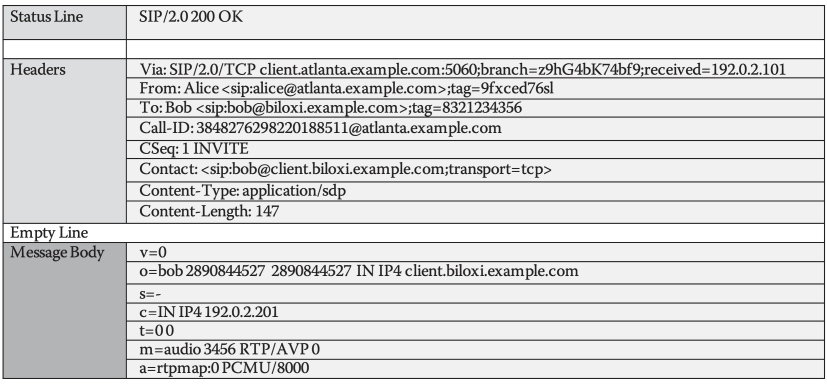 Status Line SIP/2.0 200 OK
Headers Via: SIP/2.0/TCP client.atlanta.example.com:5060;branch=z9hG4bK74bf9;received=192.0.2.101
From: Alice <sip:alice@atlanta.example.com>;tag=9fxced76sl
To: Bob <sip:bob@biloxi.example.com>;tag=8321234356
Call-ID: 3848276298220188511@atlanta.example.com
CSeq: 1 INVITE
Contact: <sip:bob@client.biloxi.example.com;transport=tcp>
Content-Type: application/sdp
Content-Length: 147
Empty Line
Message Body v=0
o=bob 2890844527 2890844527 IN IP4 client.biloxi.example.com
s=-
c=IN IP4 192.0.2.201
t=0 0
m=audio 3456 RTP/AVP 0
a=rtpmap:0 PCMU/8000